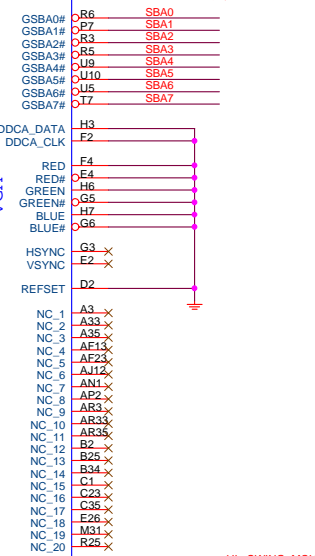 GSBA0# R6 SBA0
GSBA1# P7 SBA1
GSBA2# R3 SBA2
GSBA3# R5 SBA3
GSBA4# U9 SBA4
GSBA5# U10 SBA5
GSBA6# U5 SBA6
GSBA7# T7 SBA7
DDCA_DATA H3
DDCA_CLK F2
RED F4
RED# E4
GREEN H6
GREEN# G5
BLUE H7
BLUE# G6
HSYNC G3
VSYNC E2
REFSET D2
NC_1 A3
NC_2 A33
NC_3 A35
NC_4 AF13
NC_5 AF23
NC_6 AJ12
NC_7 AN1
NC_8 AP2
NC_9 AR3
NC_10 AR33
NC_11 AR35
NC_12 B2
NC_13 B25
NC_14 B34
NC_15 C1
NC_16 C23
NC_17 C35
NC_18 E26
NC_19 M31
NC_20 R25